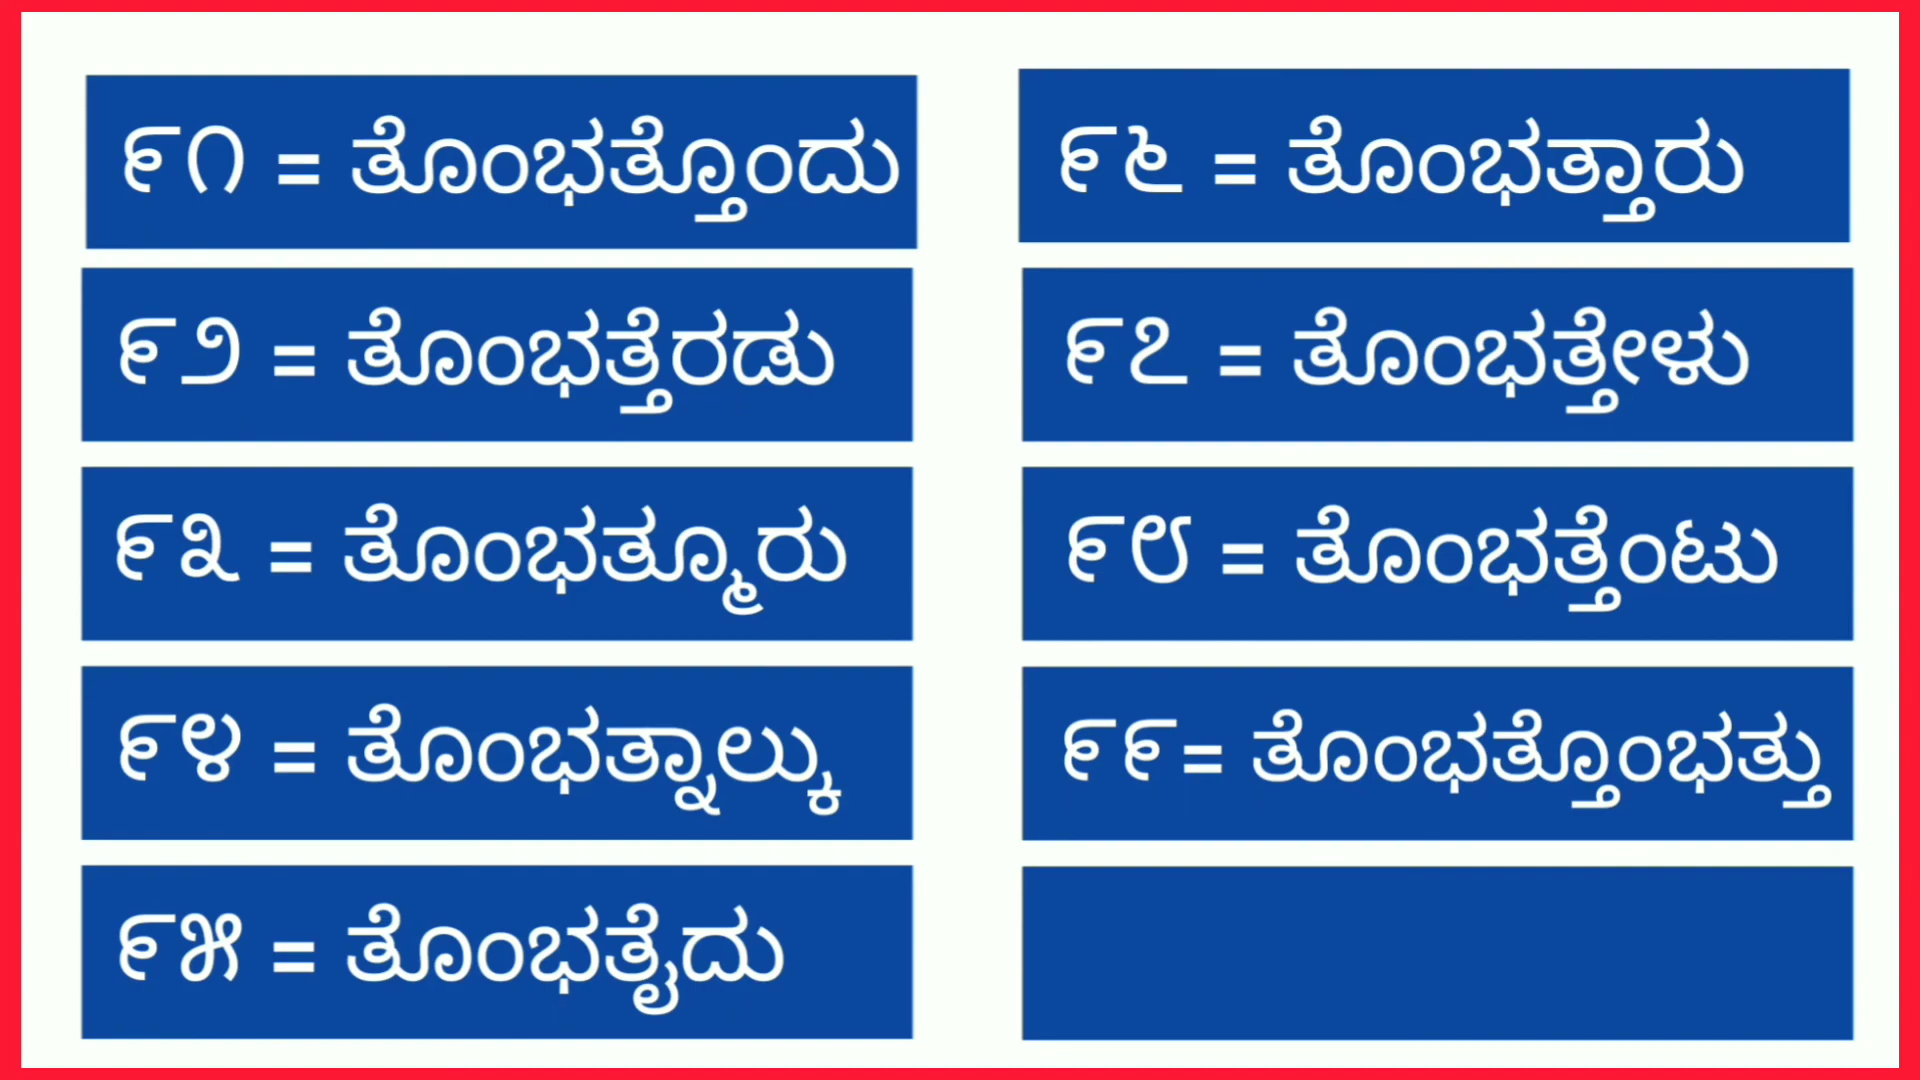 ೯೧ = ತೊಂಭತ್ತೊಂದು
೯೨ = ತೊಂಭತ್ತೆರಡು
೯೩ = ತೊಂಭತ್ಮೂರು
೯೪ = ತೊಂಭತ್ನಾಲ್ಕು
೯೫ = ತೊಂಭತೈದು
೯೬ = ತೊಂಭತ್ತಾರು
೯೭ = ತೊಂಭತ್ತೇಳು
೯೮ = ತೊಂಭತ್ತೆಂಟು
೯೯= ತೊಂಭತ್ತೊಂಭತ್ತು